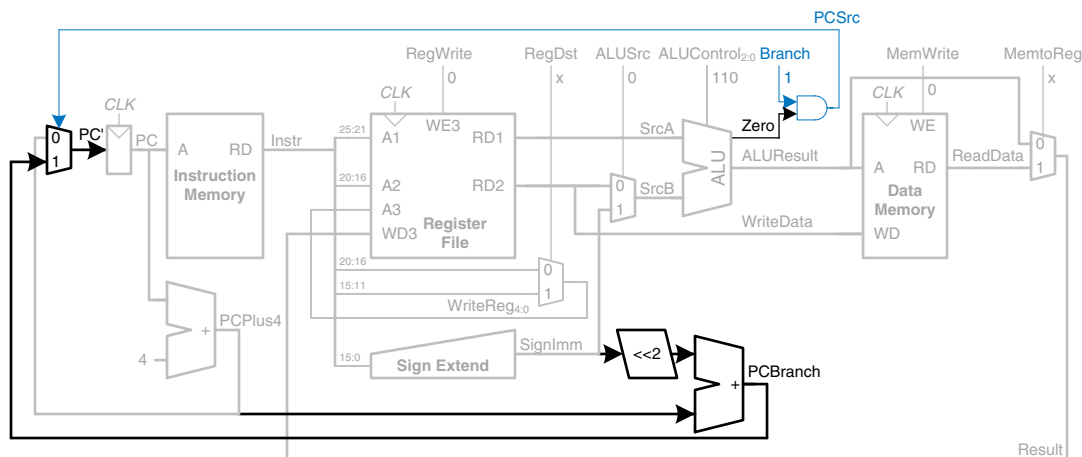 PCSrc
RegWrite
RegDst
ALUSrc
ALUControl2:0
Branch
MemWrite
MemtoReg
0
x
0
110
1
0
x
CLK
CLK
CLK
0
1
PC'
PC
A
RD
Instruction
Memory
Instr
25:21
A1
WE3
RD1
SrcA
Zero
WE
20:16
A2
RD2
0
1
SrcB
ALU
ALUResult
A
RD
ReadData
0
1
A3
WD3
Register
File
Data
Memory
WriteData
WD
20:16
15:11
0
1
WriteReg4:0
PCPlus4
+
4
15:0
Sign Extend
SignImm
<<2
+
PCBranch
Result